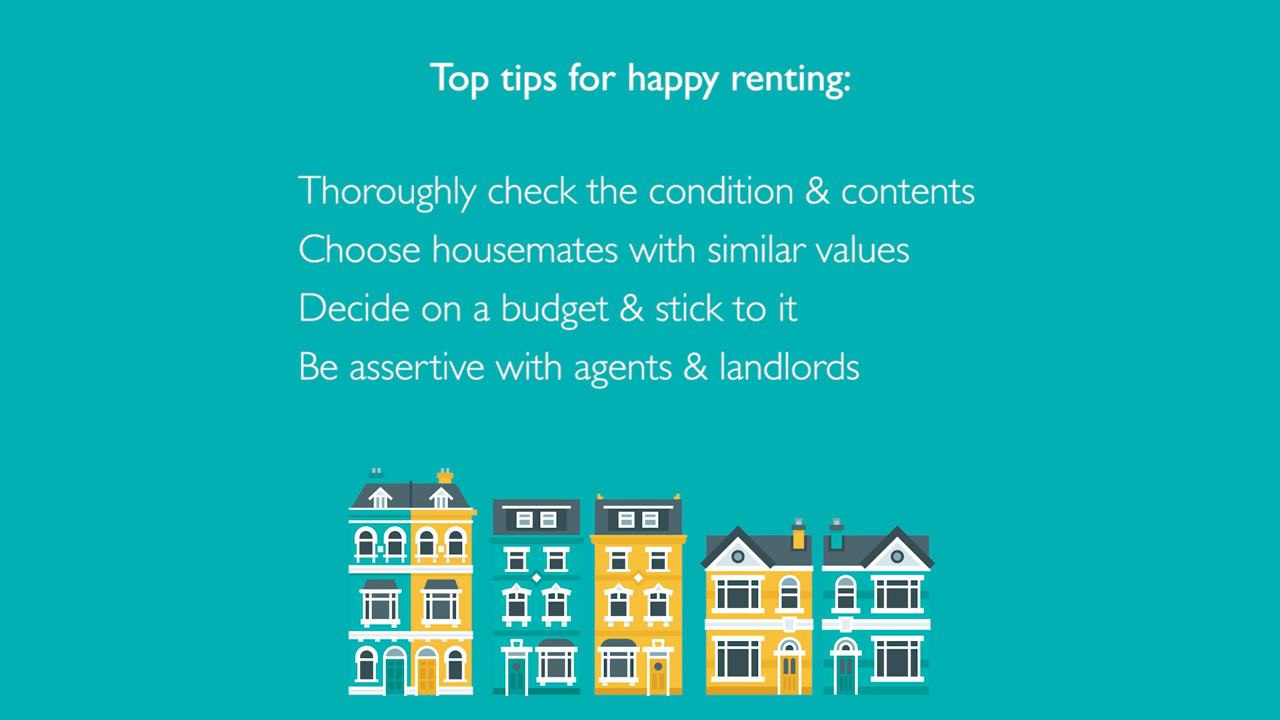 Top tips for happy renting:
Thoroughly check the condition & contents
Choose housemates with similar values
Decide on a budget & stick to it
Be assertive with agents & landlords